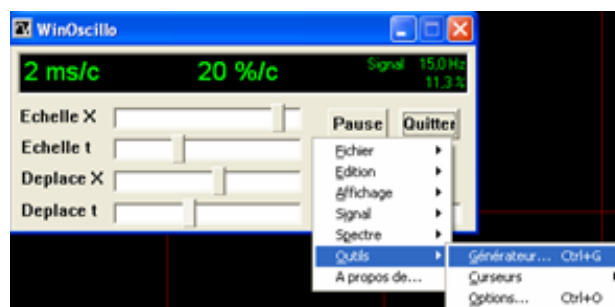 WinOscillo
2 ms/c 20 %/c Signal 15,0 Hz
11,3 %
Echelle X
Pause Quitter
Echelle t
Deplace X
Deplace t
Fichier
Edition
Affichage
Signal
Spectre
Outils
A propos de...
Générateur... Ctrl+G
Curseurs
Options... Ctrl+O